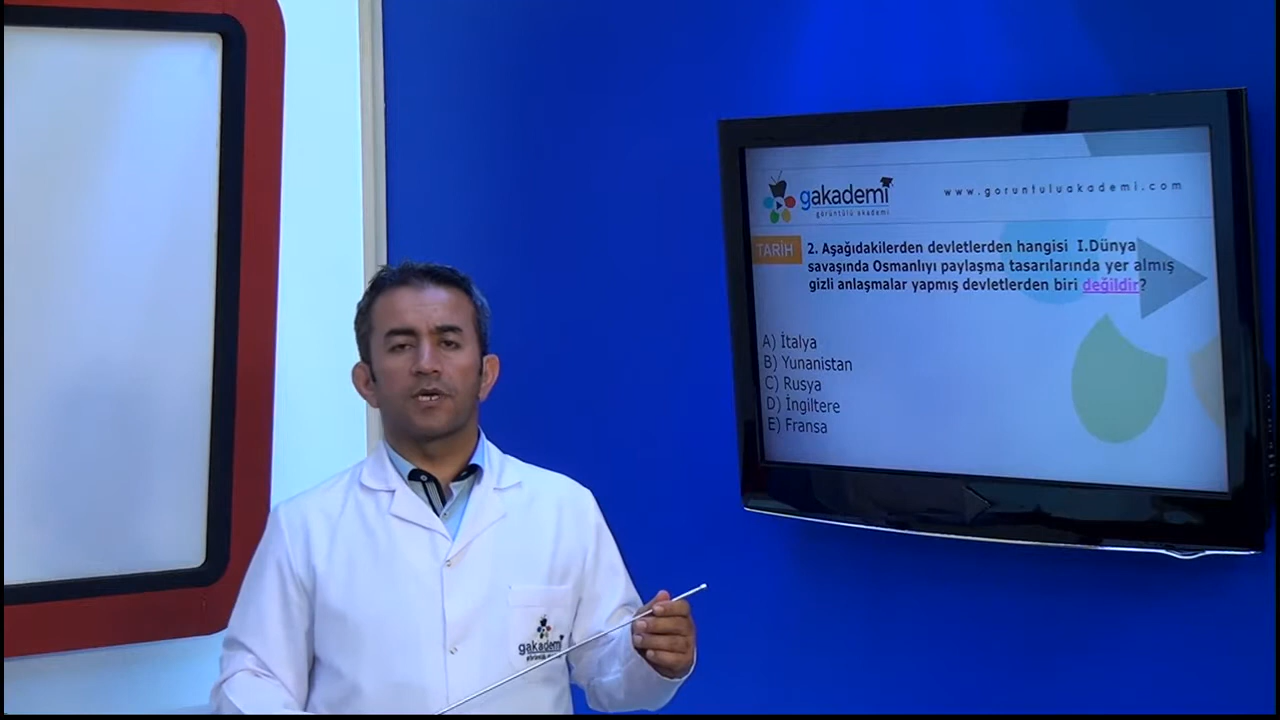 gakademi
görüntülü akademi
www.goruntuluakademi.com
TARİH
2. Aşağıdakilerden devletlerden hangisi I.Dünya
savaşında Osmanlıyı paylaşma tasarılarında yer almış
gizli anlaşmalar yapmış devletlerden biri değildir?
A) İtalya
B) Yunanistan
C) Rusya
D) İngiltere
E) Fransa
gakademi